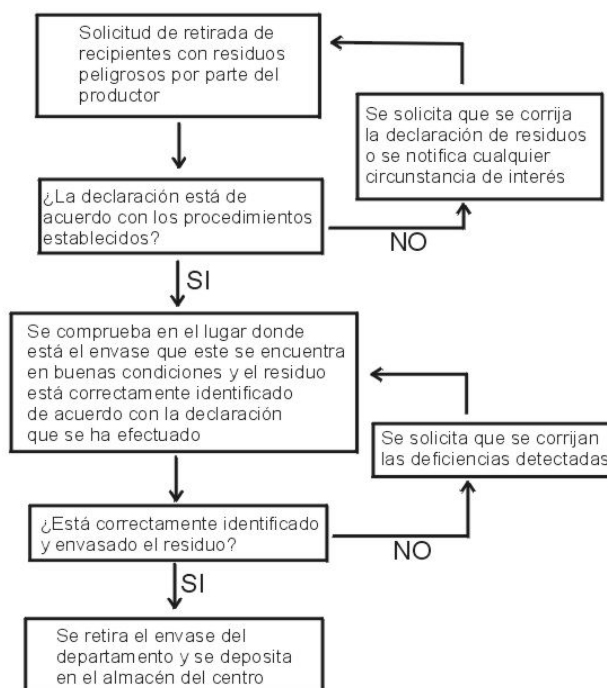 Solicitud de retirada de
recipientes con residuos
peligrosos por parte del
productor
Se solicita que se corrija
la declaración de residuos
o se notifica cualquier
circunstancia de interés
¿La declaración está de
acuerdo con los procedimientos
establecidos?
NO
SI
Se comprueba en el lugar donde
está el envase que este se encuentra
en buenas condiciones y el residuo
está correctamente identificado
de acuerdo con la declaración
que se ha efectuado
Se solicita que se corrijan
las deficiencias detectadas
¿Está correctamente identificado
y envasado el residuo?
NO
SI
Se retira el envase del
departamento y se deposita
en el almacén del centro